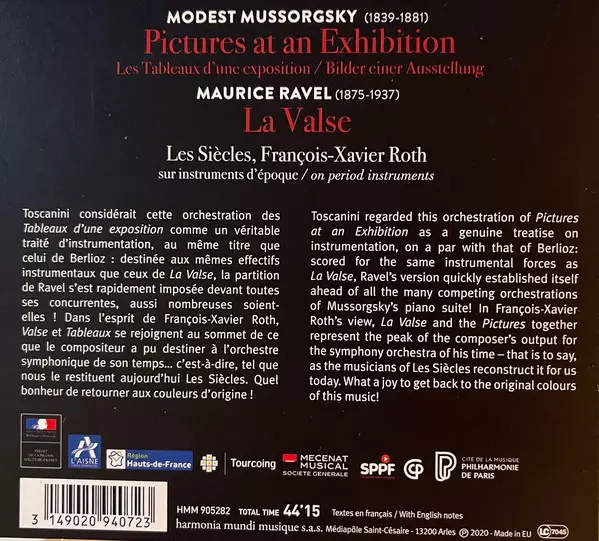 MODEST MUSSORGSKY (1839-1881)
Pictures at an Exhibition
Les Tableaux d'une exposition / Bilder einer Ausstellung
MAURICE RAVEL (1875-1937)
La Valse
Les Siècles, François-Xavier Roth
sur instruments d'époque / on period instruments
Toscanini considérait cette orchestration des
Tableaux d'une exposition comme un véritable
traité d'instrumentation, au même titre que
celui de Berlioz : destinée aux mêmes effectifs
instrumentaux que ceux de La Valse, la partition
de Ravel s'est rapidement imposée devant toutes
ses concurrentes, aussi nombreuses soient-
elles ! Dans l'esprit de François-Xavier Roth,
Valse et Tableaux se rejoignent au sommet de ce
que le compositeur a pu destiner à l'orchestre
symphonique de son temps... c'est-à-dire, tel que
nous le restituent aujourd'hui Les Siècles. Quel
bonheur de retourner aux couleurs d'origine !
Toscanini regarded this orchestration of Pictures
at an Exhibition as a genuine treatise on
instrumentation, on a par with that of Berlioz:
scored for the same instrumental forces as
La Valse, Ravel's version quickly established itself
ahead of all the many competing orchestrations
of Mussorgsky's piano suite! In François-Xavier
Roth's view, La Valse and the Pictures together
represent the peak of the composer's output for
the symphony orchestra of his time – that is to say,
as the musicians of Les Siècles reconstruct it for us
today. What a joy to get back to the original colours
of this music!
L'AISNE
Région
Hauts-de-France
Tourcoing
MECENAT
MUSICAL
SOCIETE GENERALE
SPPF
CITÉ DE LA MUSIQUE
PHILHARMONIE
DE PARIS
3 149020 940723
HMM 905282 TOTAL TIME 44'15 Textes en français / With English notes
harmonia mundi musique s.a.s. Médiapôle Saint-Césaire - 13200 Arles ℗ 2020 - Made in EU
LC 7045